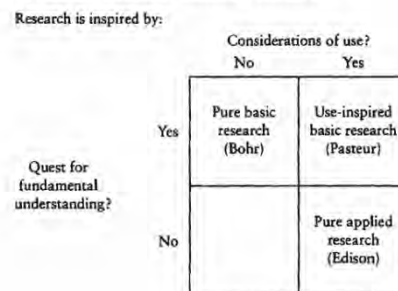 Research is inspired by:
Considerations of use?
No Yes
Pure basic
research
(Bohr)
Use-inspired
basic research
(Pasteur)
Yes
Quest for
fundamental
understanding?
No
Pure applied
research
(Edison)